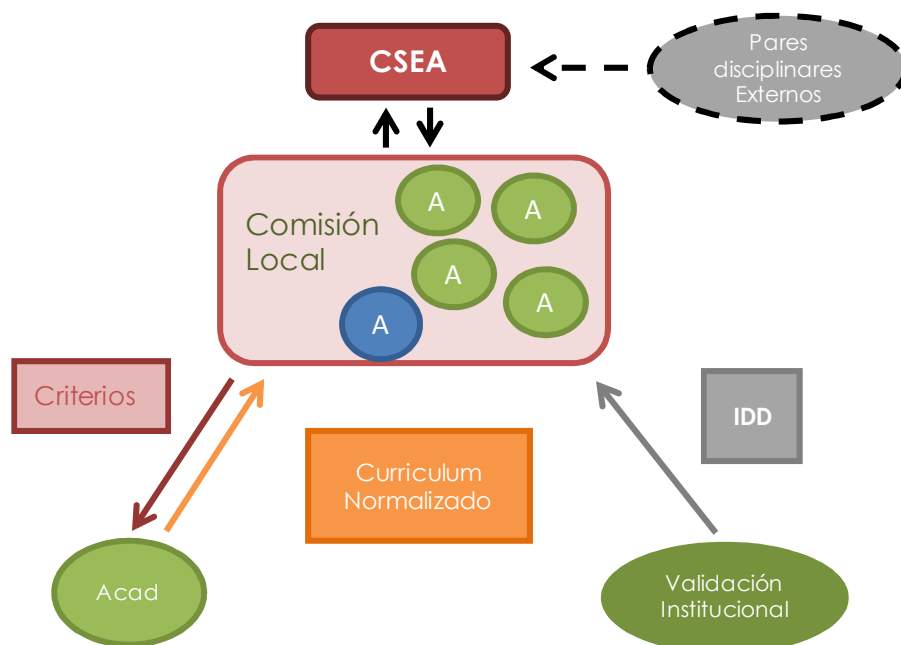 CSEA
Pares
disciplinares
Externos
Comisión
Local
A
A
A
A
A
Criterios
IDD
Curriculum
Normalizado
Acad
Validación
Institucional